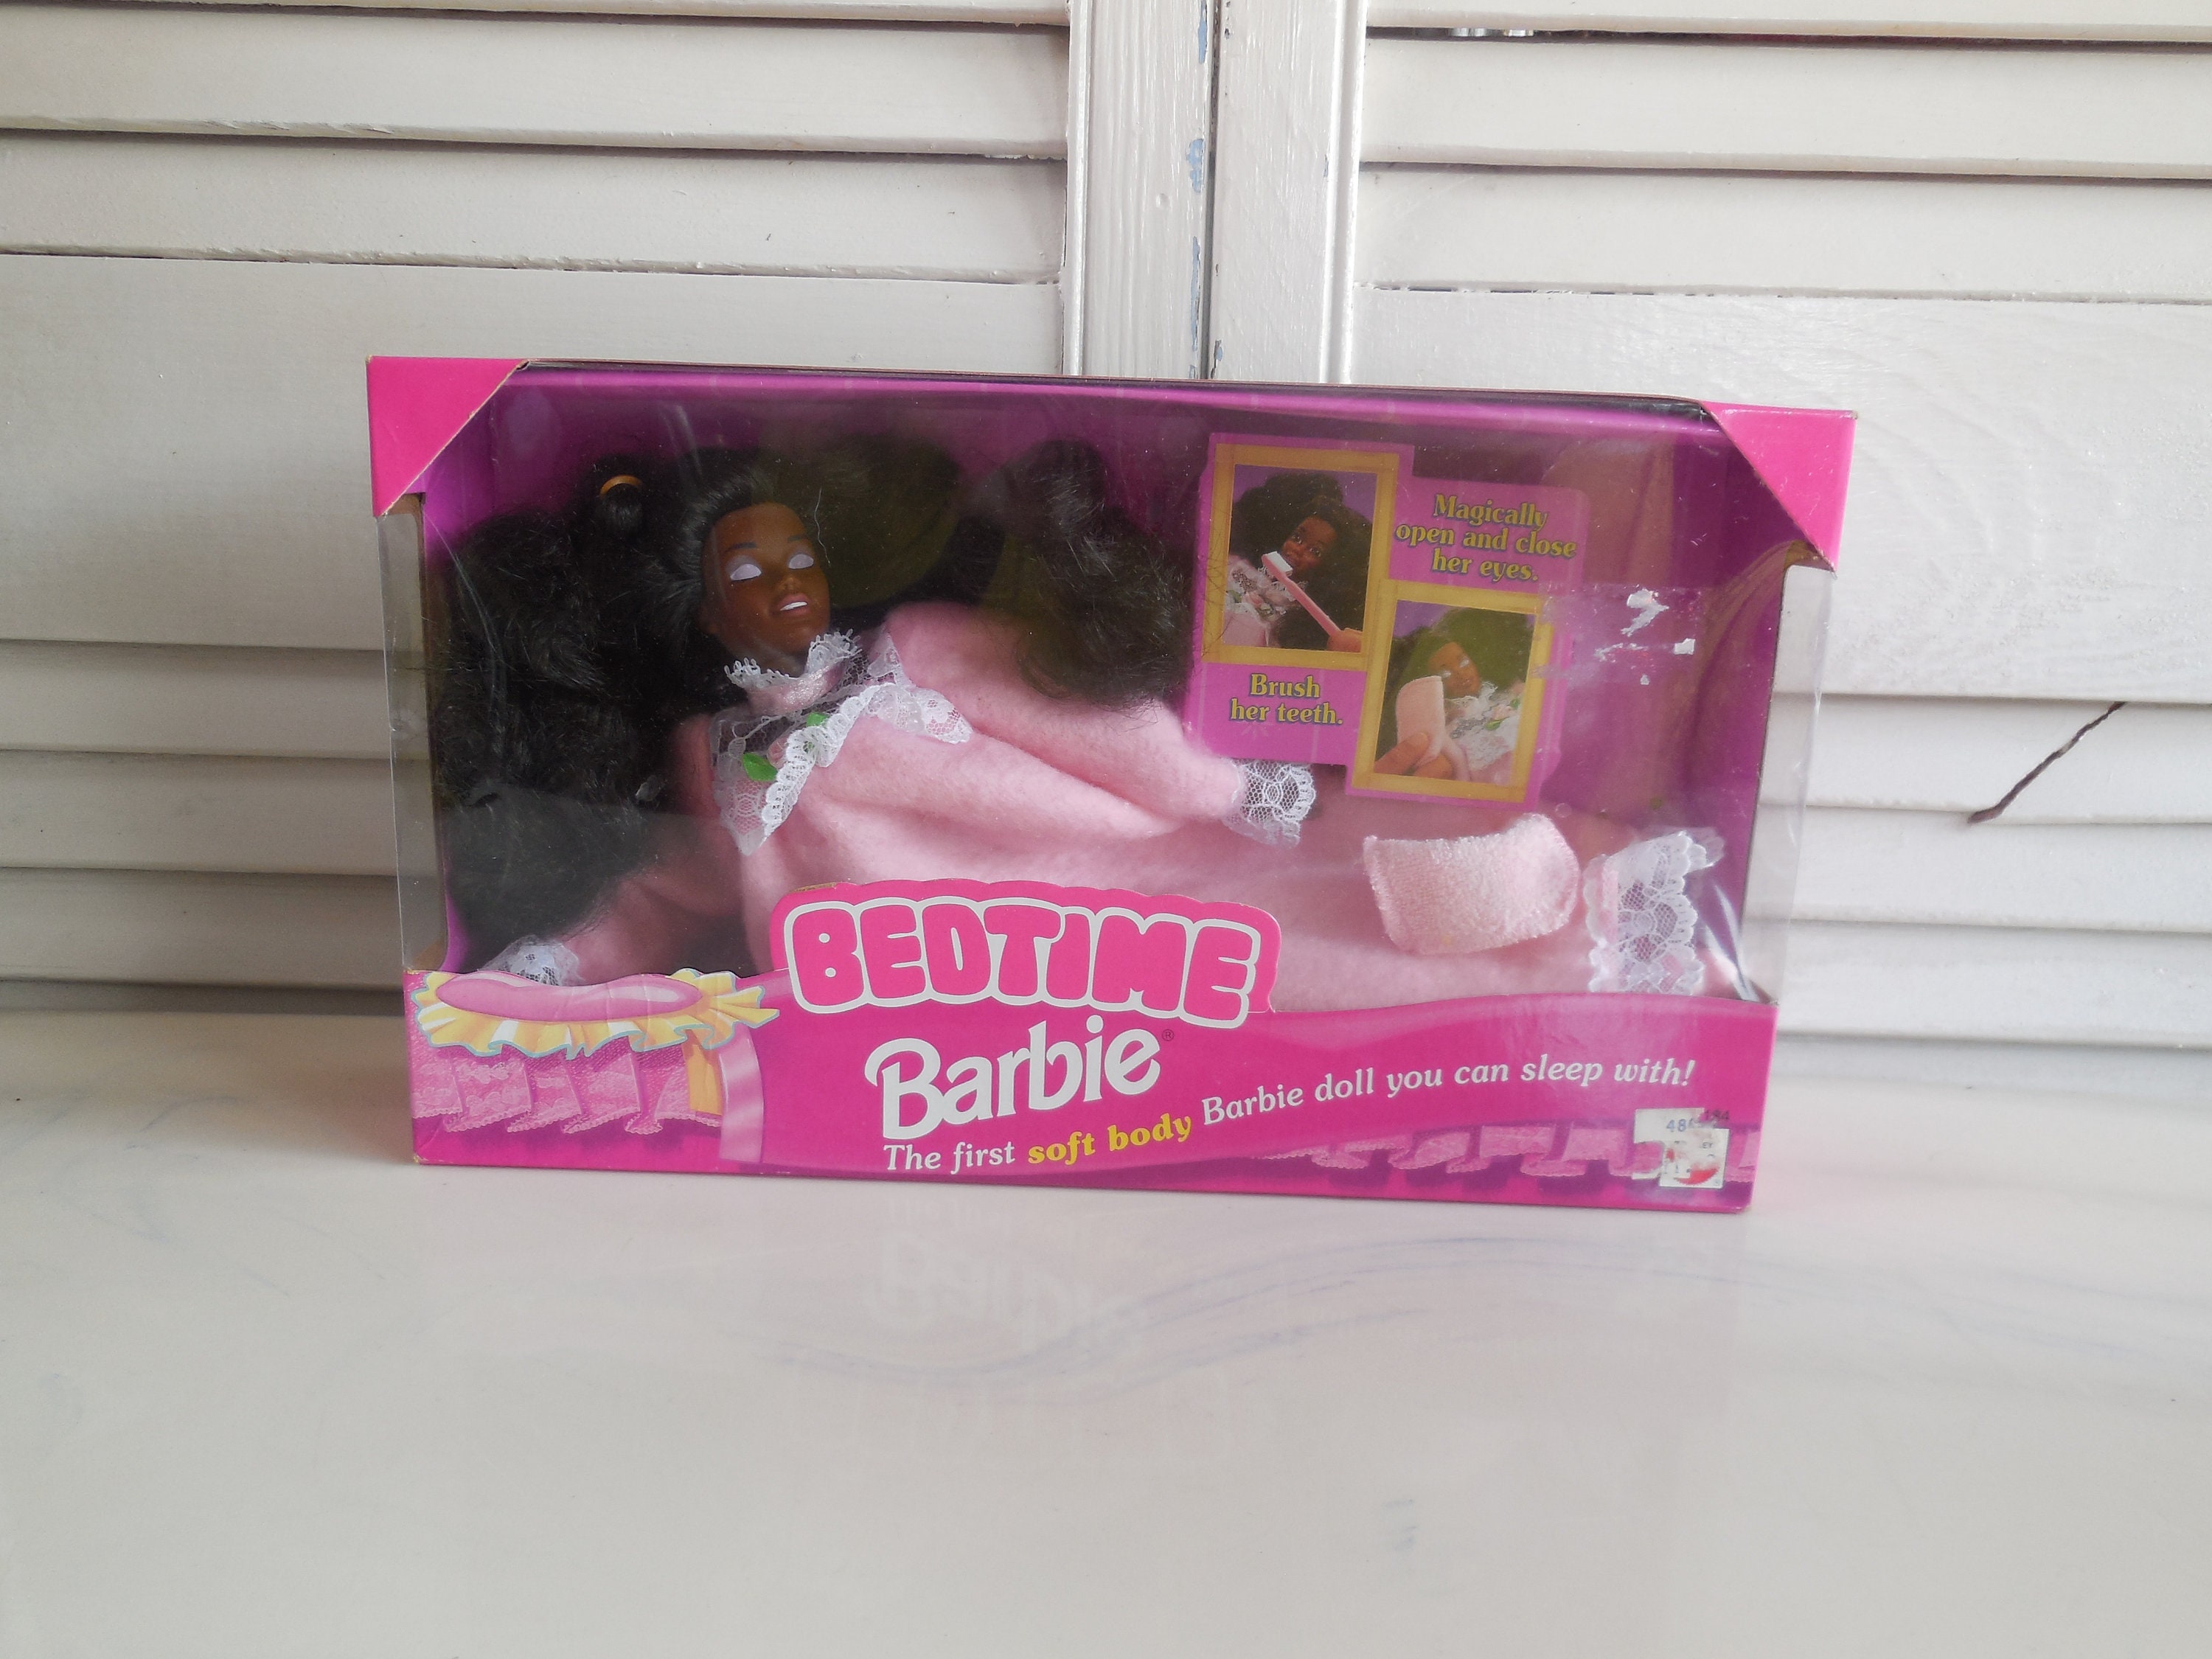 Magically
open and close
her eyes.
Brush
her teeth.
BEDTIME
Barbie®
The first soft body Barbie doll you can sleep with!